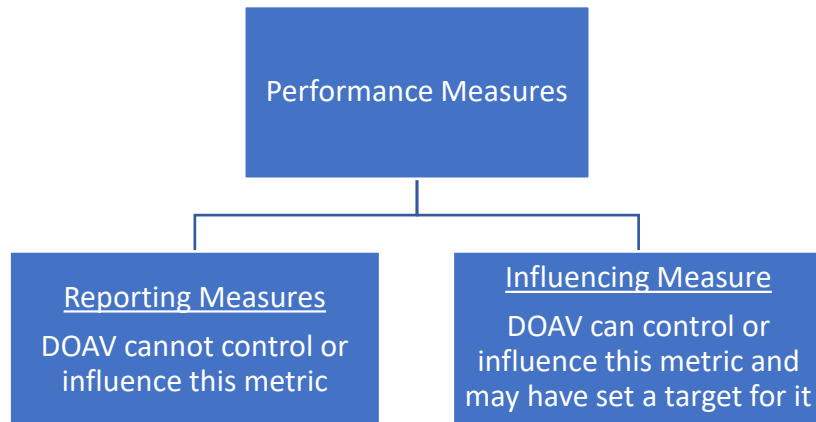 Performance Measures
Reporting Measures
DOAV cannot control or
influence this metric
Influencing Measure
DOAV can control or
influence this metric and
may have set a target for it